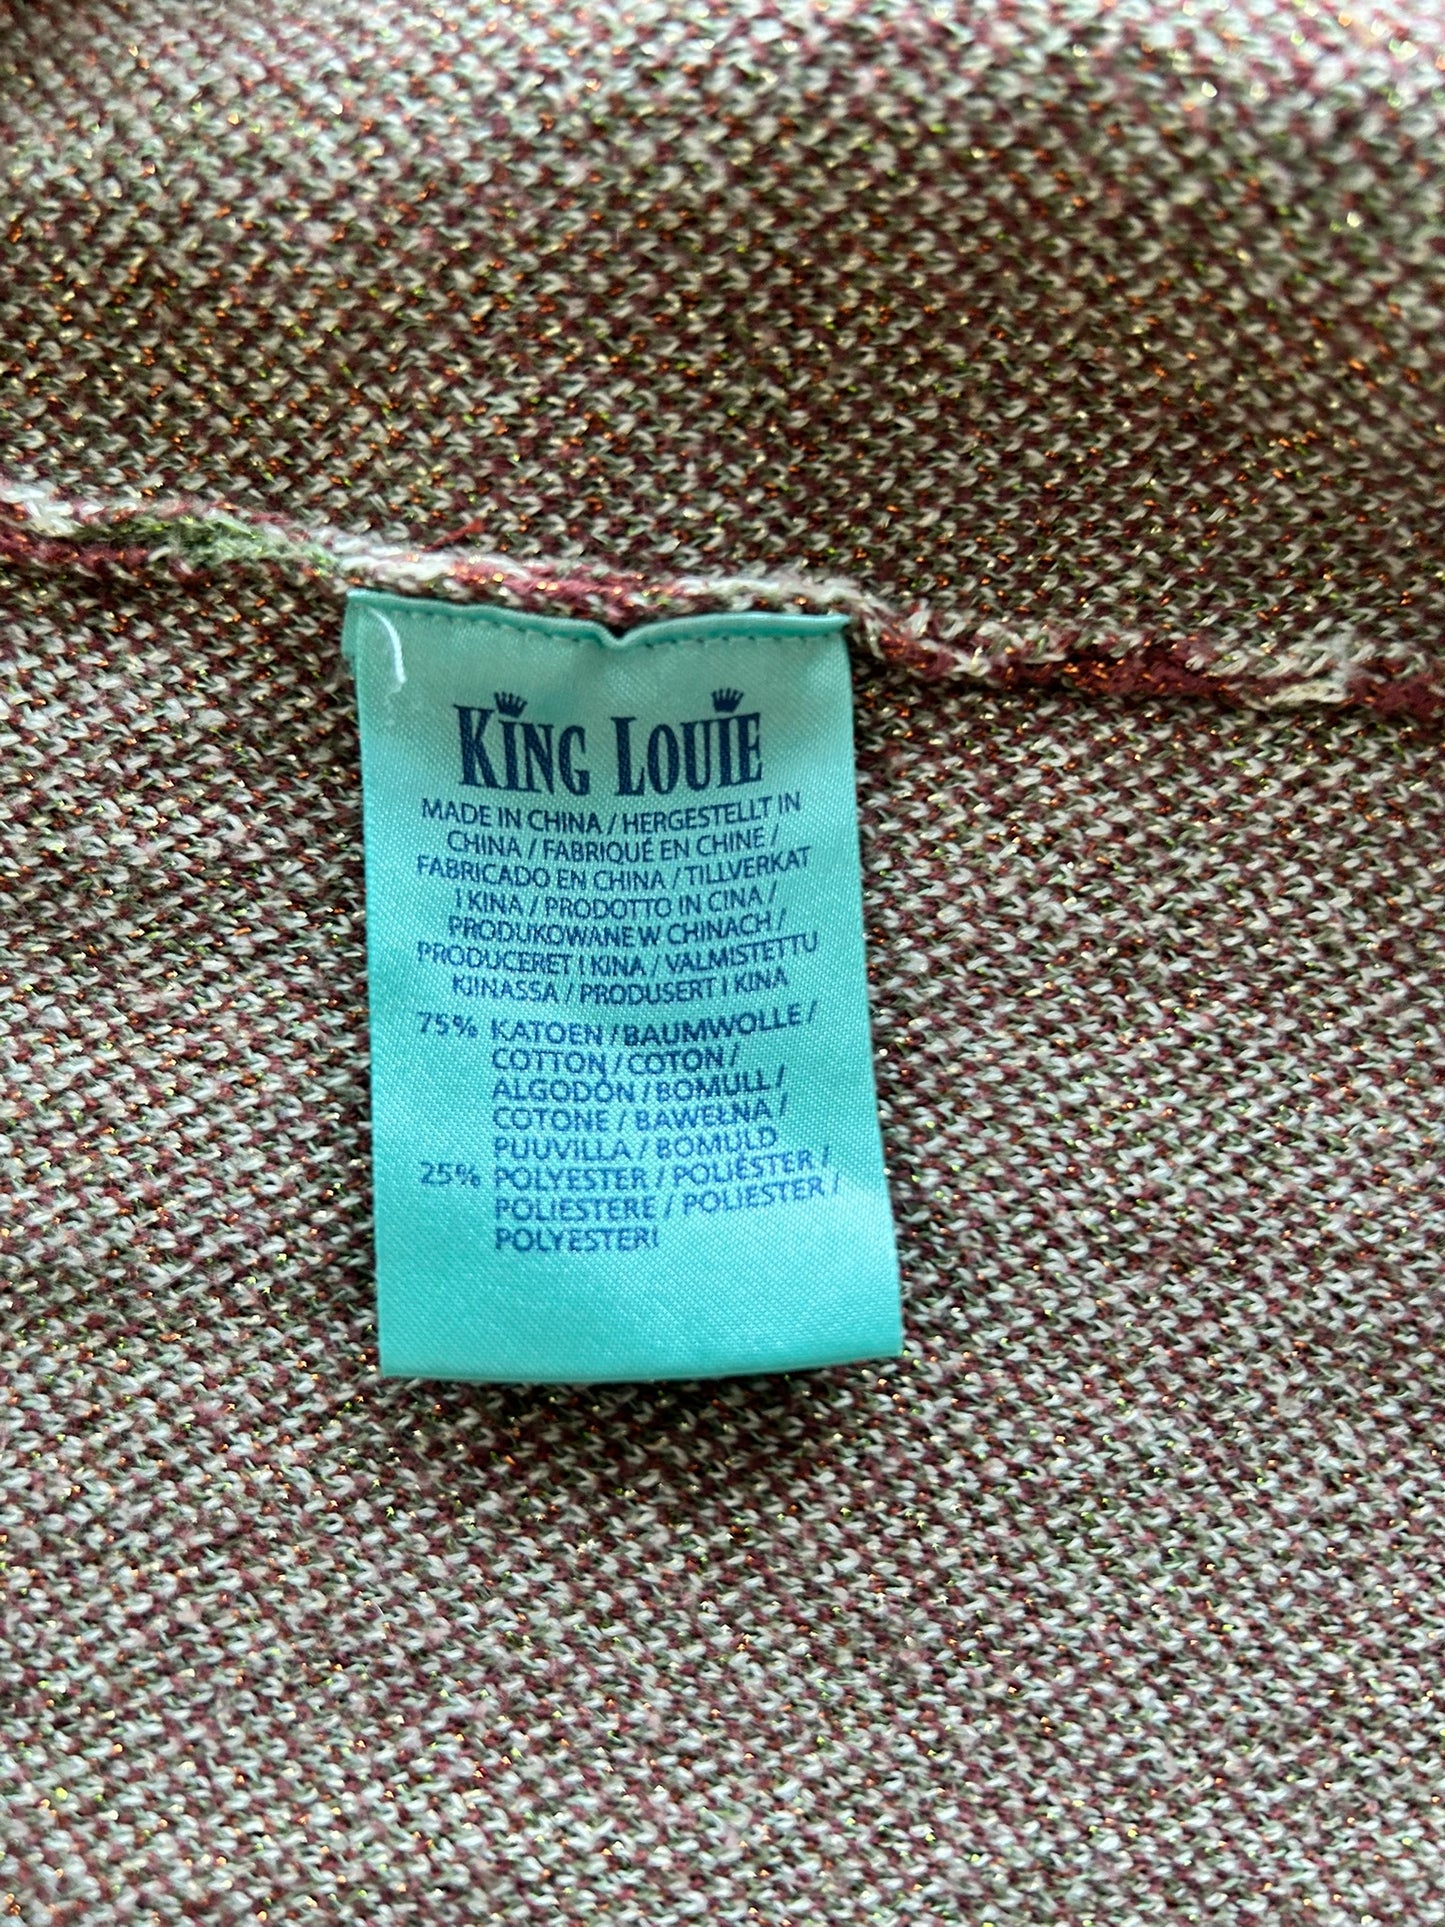 KING LOUIE
MADE IN CHINA / HERGESTELLT IN
CHINA / FABRIQUÉ EN CHINE /
FABRICADO EN CHINA / TILLVERKAT
I KINA / PRODOTTO IN CINA /
PRODUKOWANE W CHINACH /
PRODUCERET I KINA / VALMISTETTU
KIINASSA / PRODUSERT I KINA
75% KATOEN / BAUMWOLLE /
COTTON / COTON /
ALGODÓN / BOMULL /
COTONE / BAWEŁNA /
PUUVILLA / BOMULD
25% POLYESTER / POLIÉSTER /
POLIESTERE / POLIESTER /
POLYESTERI